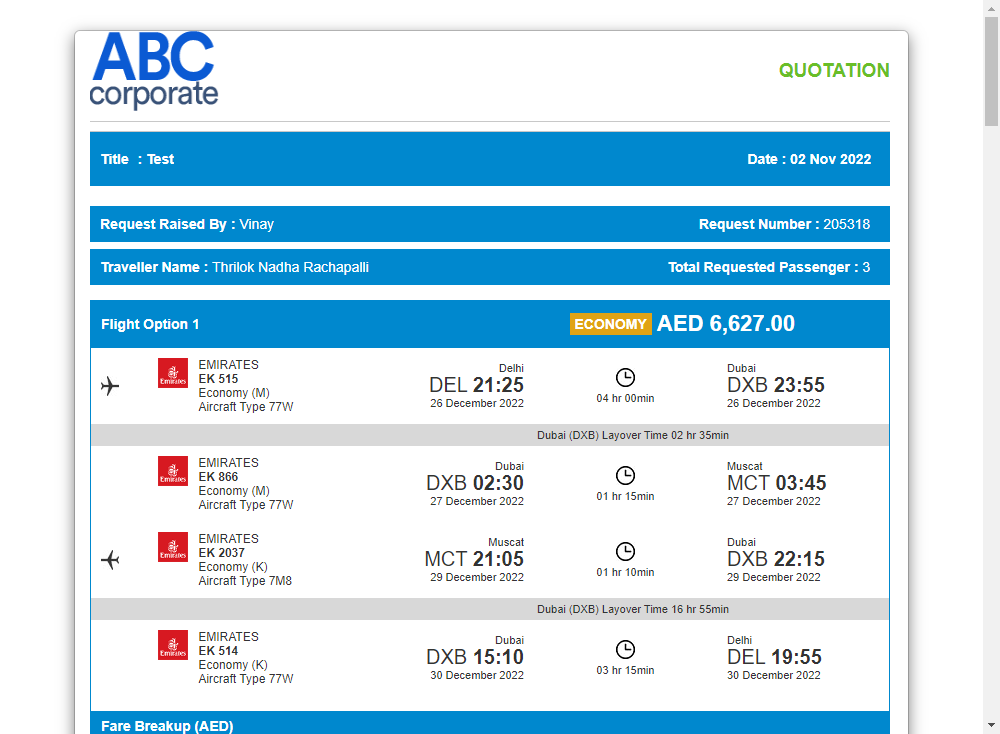 ABC
corporate
QUOTATION
Title : Test
Date : 02 Nov 2022
Request Raised By : Vinay
Request Number : 205318
Traveller Name : Thrilok Nadha Rachapalli
Total Requested Passenger : 3
Flight Option 1
ECONOMY AED 6,627.00
Emirates
EMIRATES
EK 515
Economy (M)
Aircraft Type 77W
Delhi
DEL 21:25
26 December 2022
04 hr 00min
Dubai
DXB 23:55
26 December 2022
Dubai (DXB) Layover Time 02 hr 35min
Emirates
EMIRATES
EK 866
Economy (M)
Aircraft Type 77W
Dubai
DXB 02:30
27 December 2022
01 hr 15min
Muscat
MCT 03:45
27 December 2022
Emirates
EMIRATES
EK 2037
Economy (K)
Aircraft Type 7M8
Muscat
MCT 21:05
29 December 2022
01 hr 10min
Dubai
DXB 22:15
29 December 2022
Dubai (DXB) Layover Time 16 hr 55min
Emirates
EMIRATES
EK 514
Economy (K)
Aircraft Type 77W
Dubai
DXB 15:10
30 December 2022
03 hr 15min
Delhi
DEL 19:55
30 December 2022
Fare Breakup (AED)